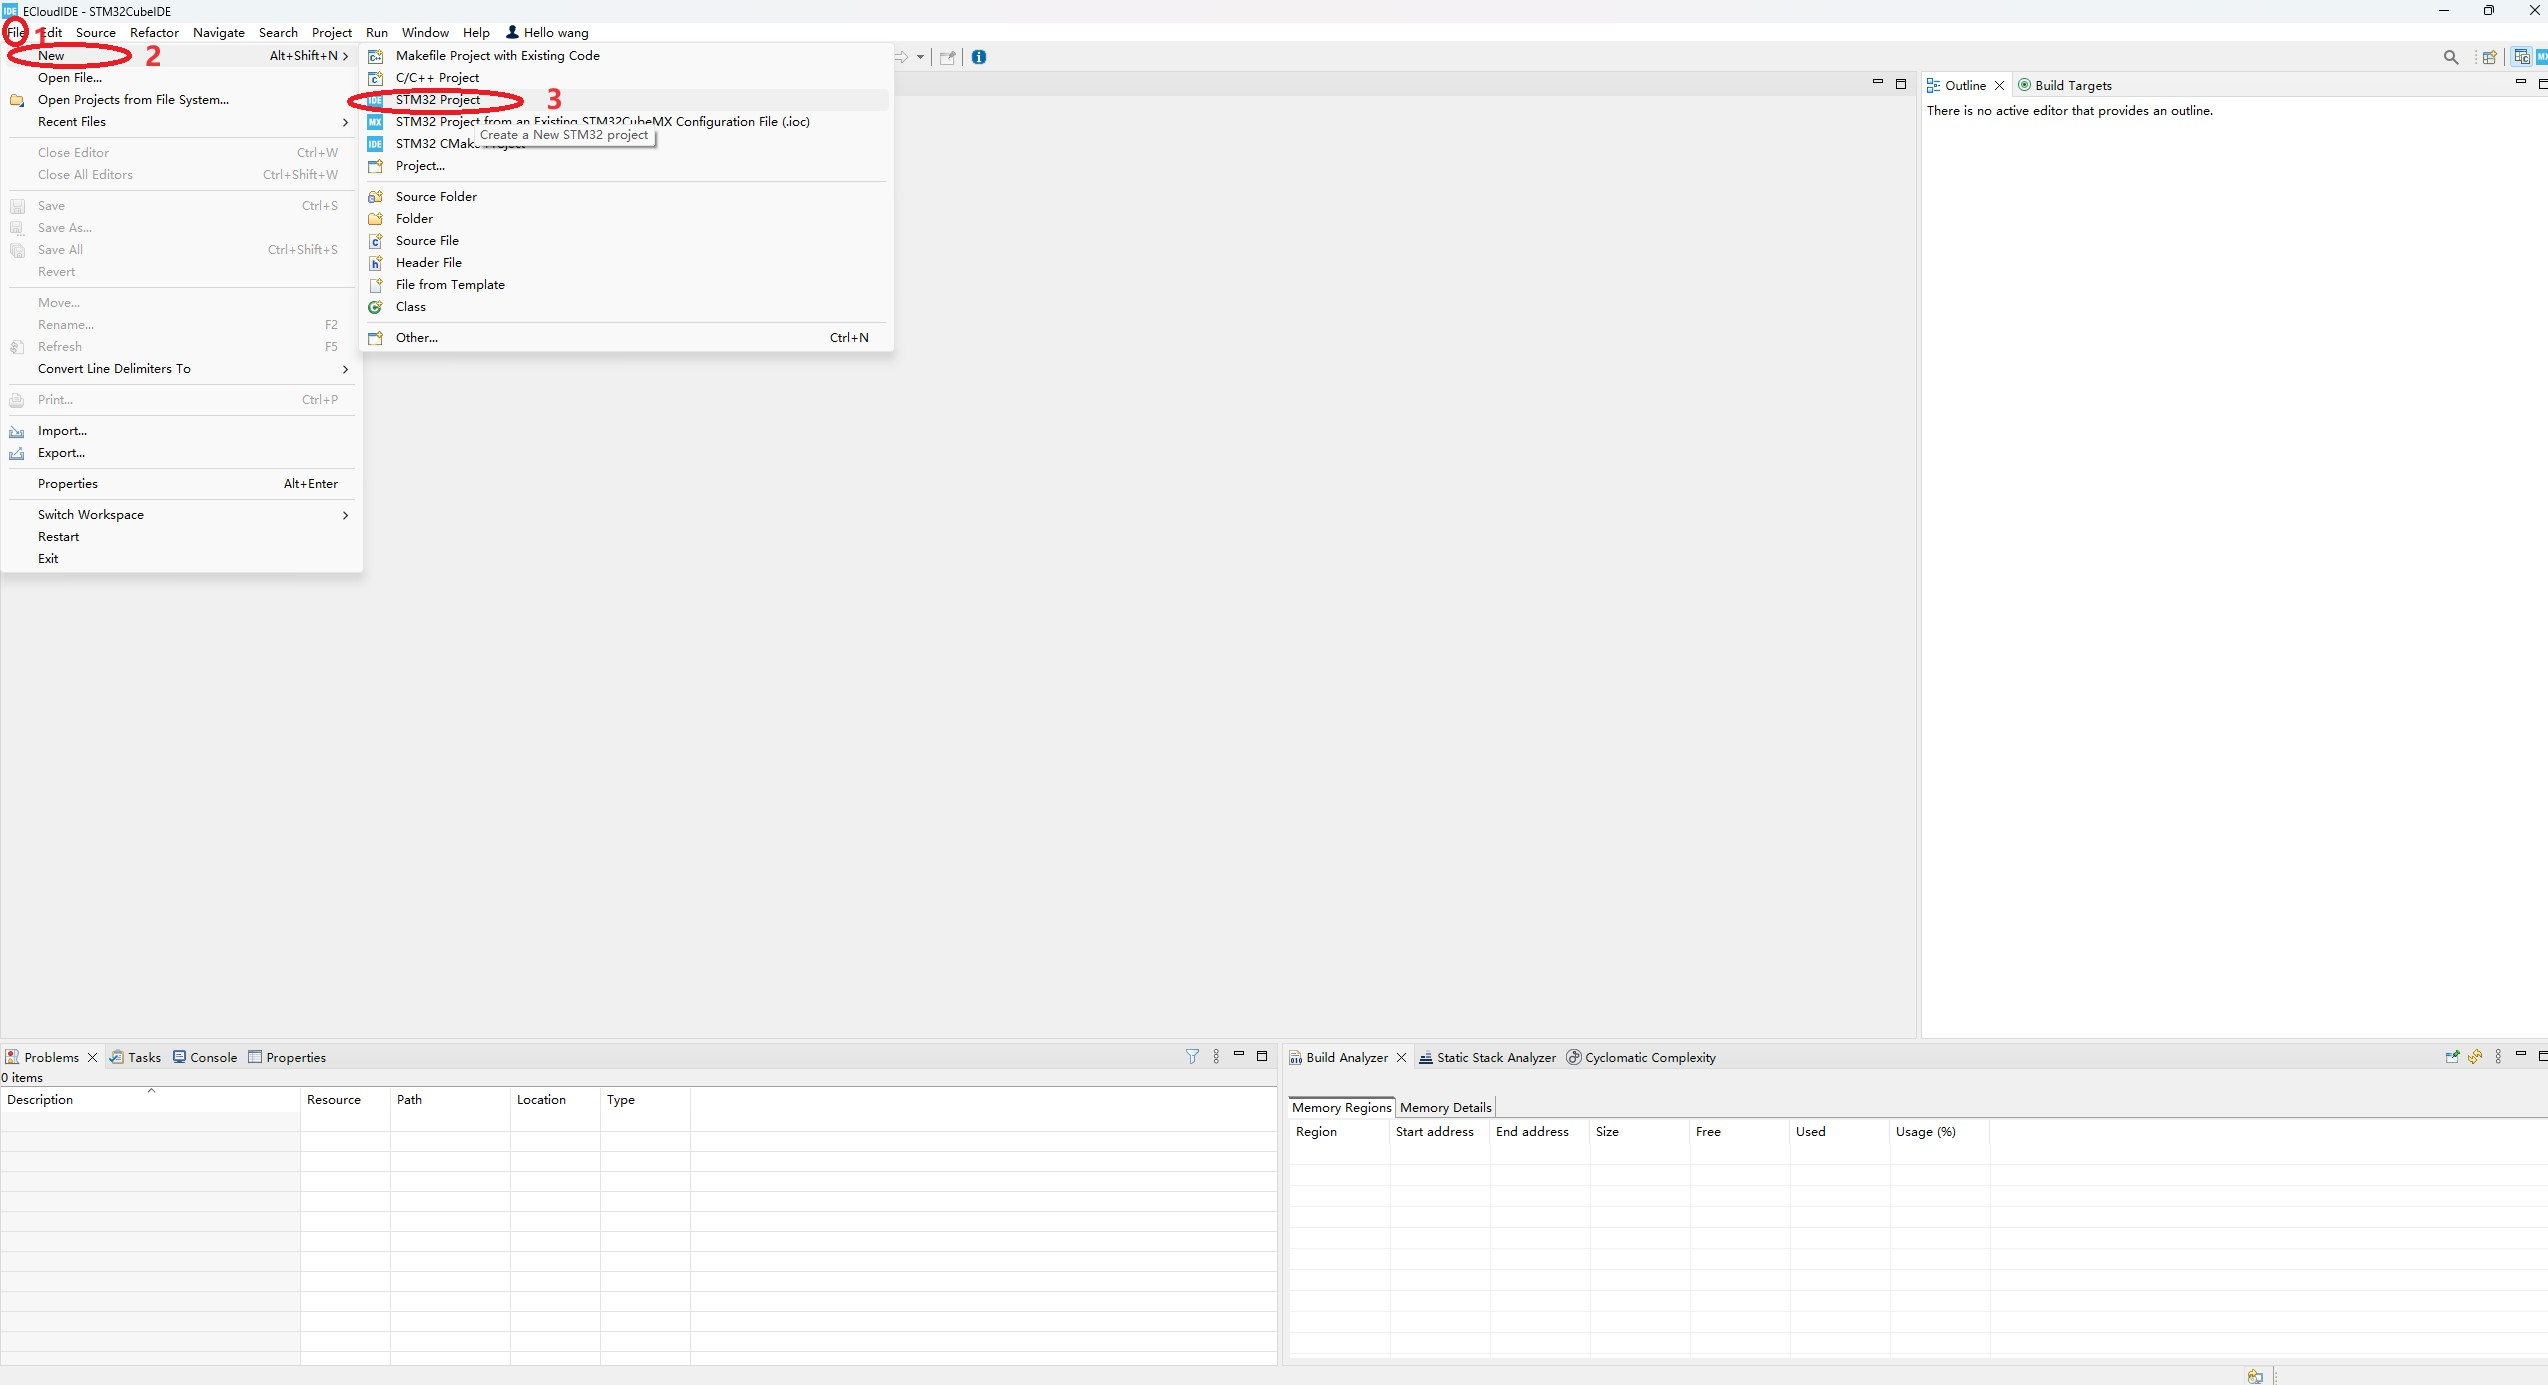 IDE ECloudIDE - STM32CubeIDE
File Edit Source Refactor Navigate Search Project Run Window Help Hello wang
1
New Alt+Shift+N
2
Open File...
Open Projects from File System...
Recent Files
Close Editor Ctrl+W
Close All Editors Ctrl+Shift+W
Save Ctrl+S
Save As...
Save All Ctrl+Shift+S
Revert
Move...
Rename... F2
Refresh F5
Convert Line Delimiters To
Print... Ctrl+P
Import...
Export...
Properties Alt+Enter
Switch Workspace
Restart
Exit
Makefile Project with Existing Code
C/C++ Project
IDE STM32 Project
3
MX STM32 Project from an Existing STM32CubeMX Configuration File (.ioc)
Create a New STM32 project
IDE STM32 CMake Project
Project...
Source Folder
Folder
Source File
Header File
File from Template
Class
Other... Ctrl+N
MX
Outline Build Targets
There is no active editor that provides an outline.
Problems Tasks Console Properties
0 items
Description Resource Path Location Type
Build Analyzer Static Stack Analyzer Cyclomatic Complexity
Memory Regions Memory Details
Region Start address End address Size Free Used Usage (%)